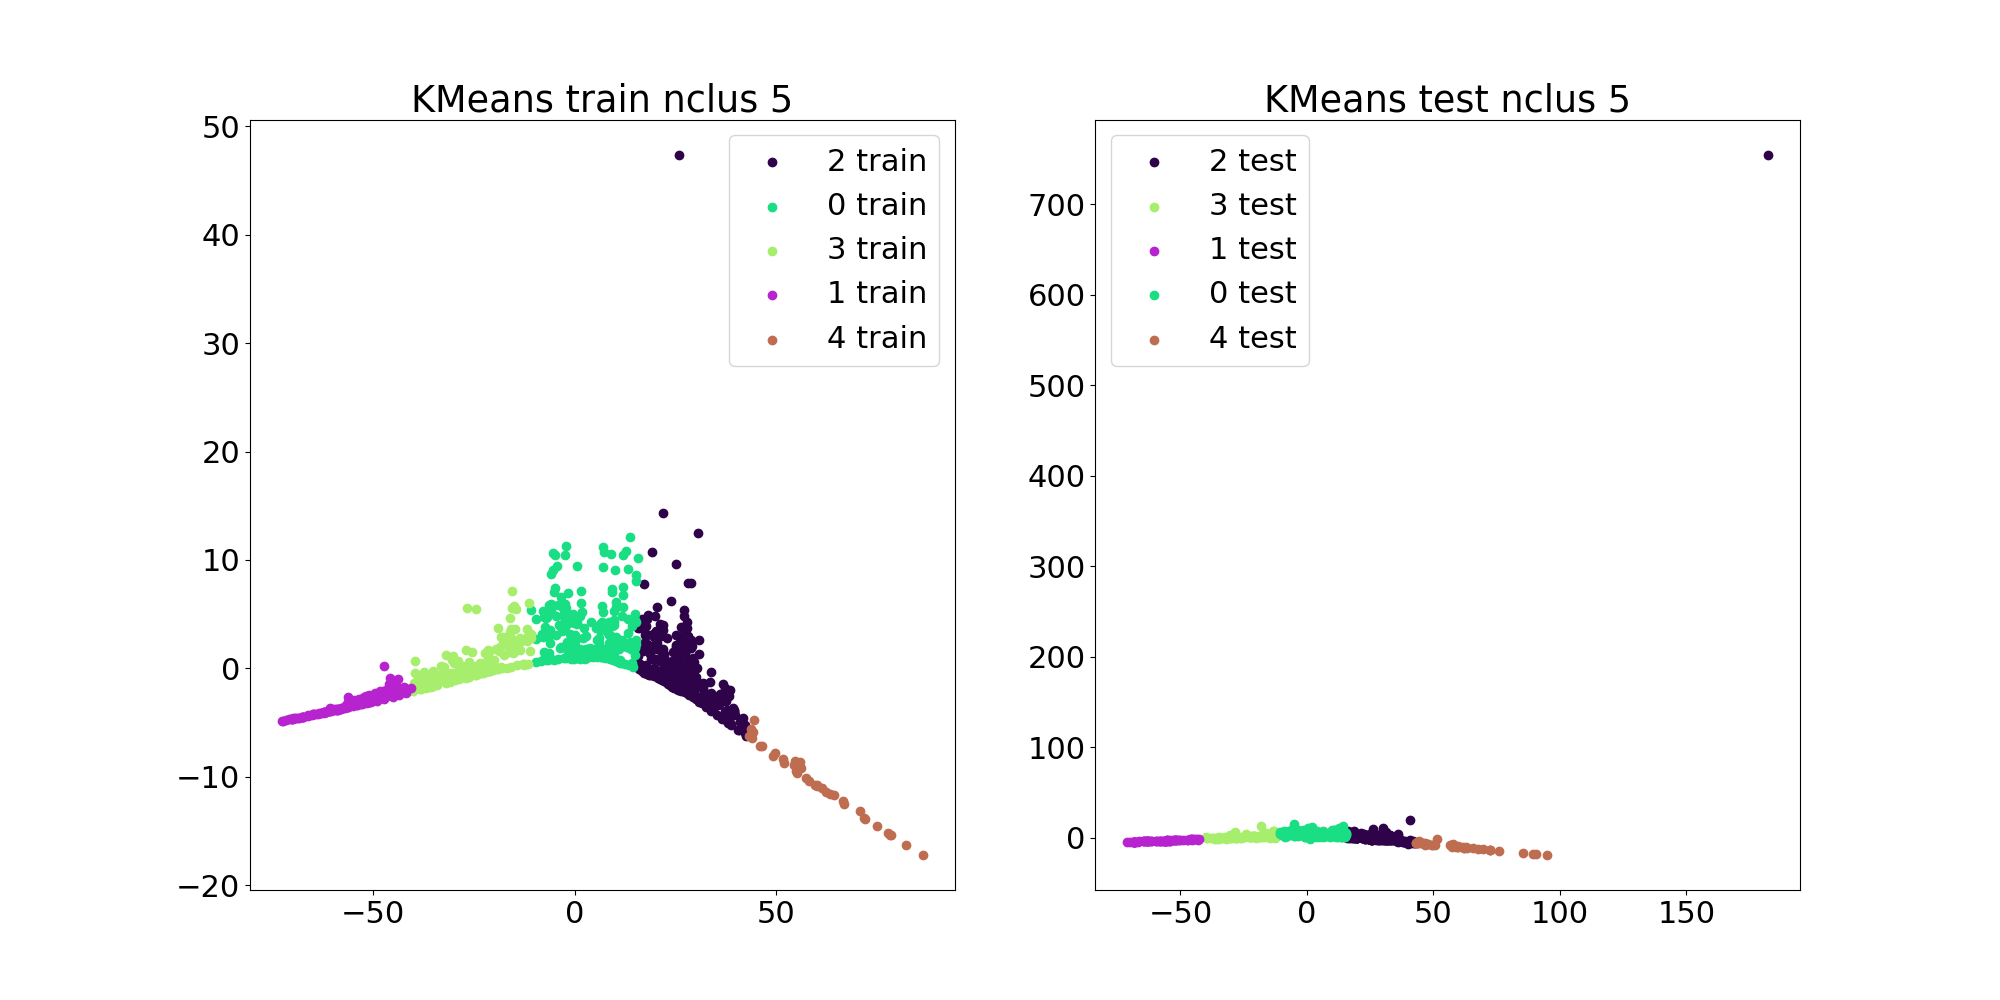 KMeans train nclus 5
50
40
30
20
10
0
−10
−20
−50
0
50
2 train
0 train
3 train
1 train
4 train
KMeans test nclus 5
700
600
500
400
300
200
100
0
−50
0
50
100
150
2 test
3 test
1 test
0 test
4 test